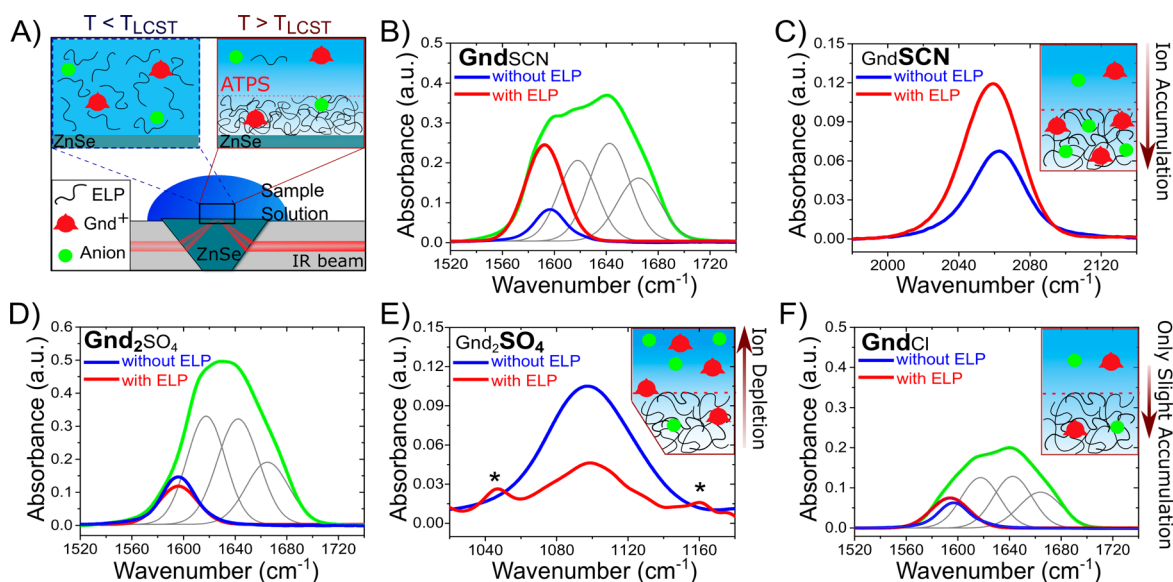 A)
T < T_LCST
T > T_LCST
ATPS
ZnSe
ZnSe
ELP
Gnd⁺
Anion
Sample
Solution
ZnSe
IR beam
B)
GndSCN
without ELP
with ELP
0.5
0.4
0.3
0.2
0.1
0.0
Absorbance (a.u.)
1520 1560 1600 1640 1680 1720
Wavenumber (cm⁻¹)
C)
GndSCN
without ELP
with ELP
0.15
0.12
0.09
0.06
0.03
0.00
Absorbance (a.u.)
2000 2040 2080 2120
Wavenumber (cm⁻¹)
Ion Accumulation
D)
Gnd₂SO₄
without ELP
with ELP
0.6
0.5
0.4
0.3
0.2
0.1
0.0
Absorbance (a.u.)
1520 1560 1600 1640 1680 1720
Wavenumber (cm⁻¹)
E)
Gnd₂SO₄
without ELP
with ELP
* *
0.15
0.12
0.09
0.06
0.03
0.00
Absorbance (a.u.)
1040 1080 1120 1160
Wavenumber (cm⁻¹)
Ion Depletion
F)
GndCl
without ELP
with ELP
0.5
0.4
0.3
0.2
0.1
0.0
Absorbance (a.u.)
1520 1560 1600 1640 1680 1720
Wavenumber (cm⁻¹)
Only Slight Accumulation